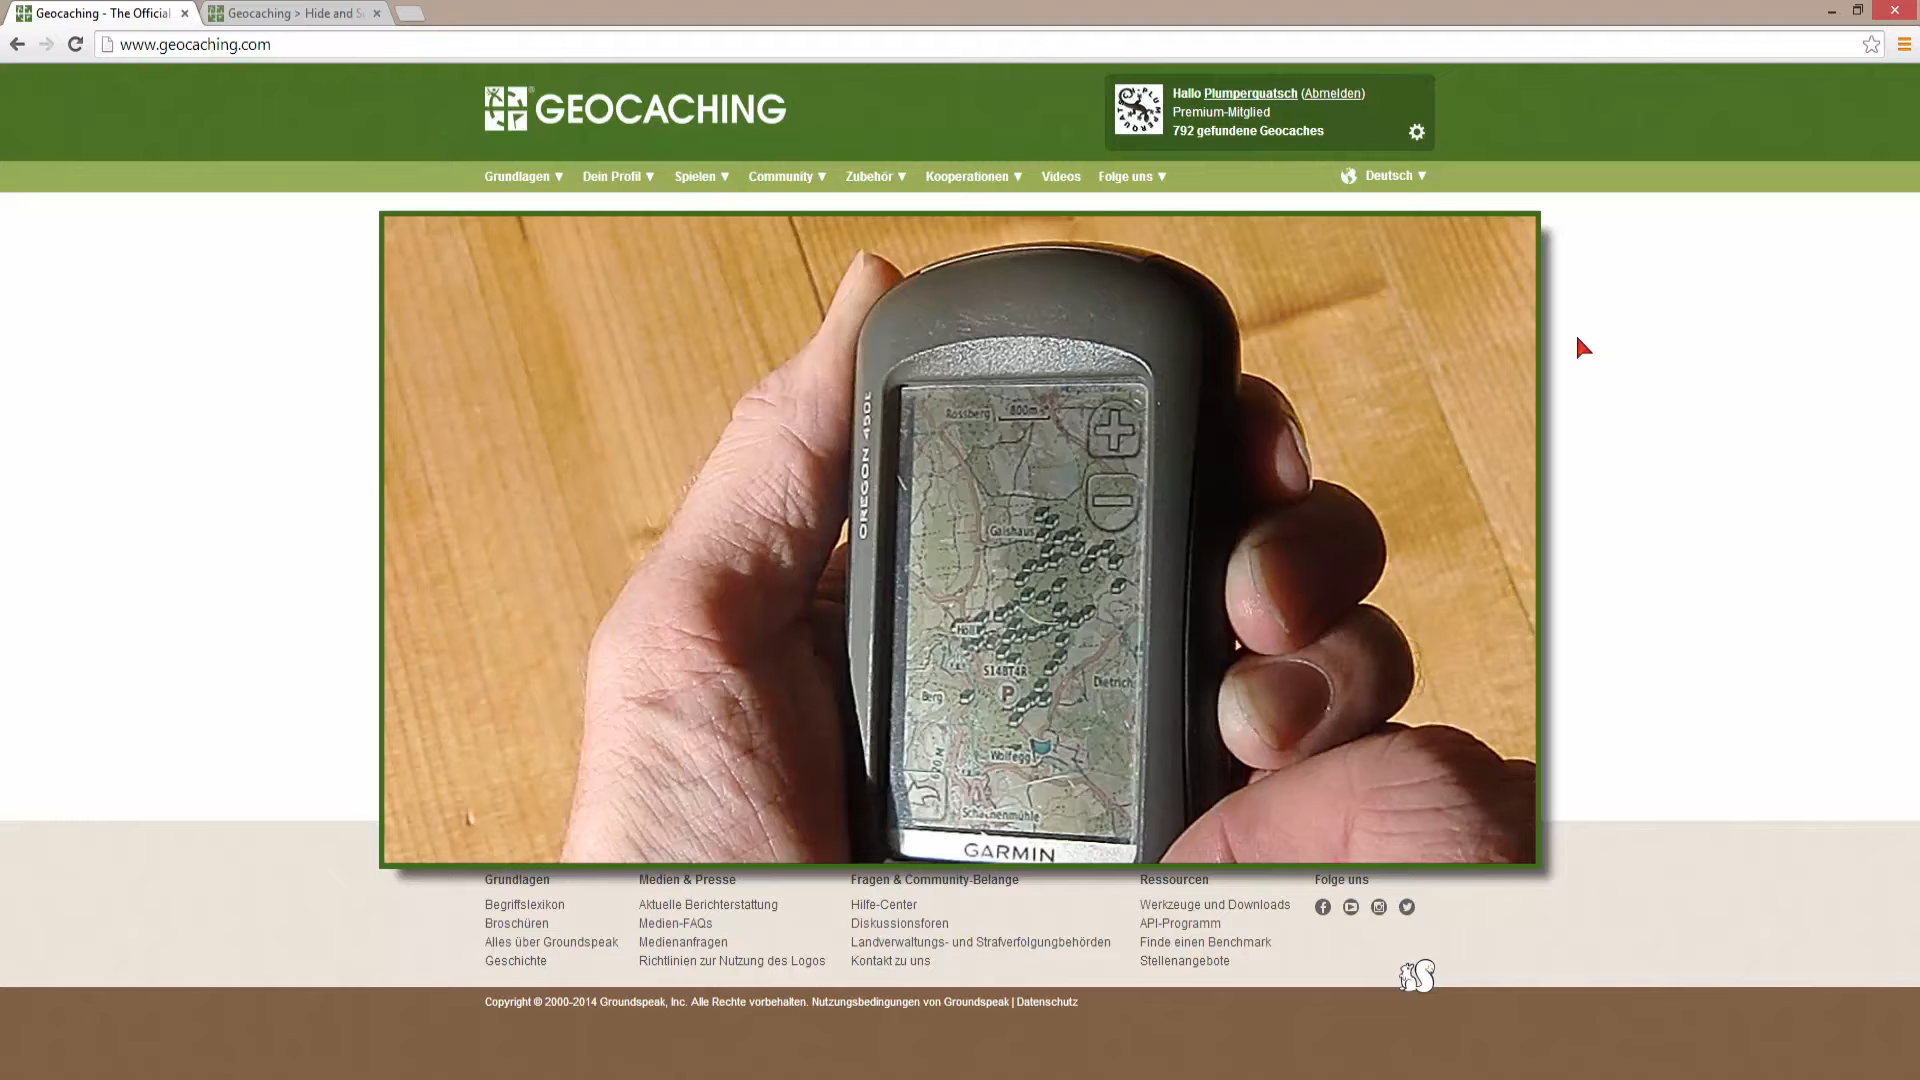 Geocaching - The Official
Geocaching > Hide and S
www.geocaching.com
GEOCACHING
Hallo Plumperquatsch (Abmelden)
Premium-Mitglied
792 gefundene Geocaches
Grundlagen ▼ Dein Profil ▼ Spielen ▼ Community ▼ Zubehör ▼ Kooperationen ▼ Videos Folge uns ▼ Deutsch ▼
OREGON 450t
Rossberg 800m
Gaishaus
Höll
S14BT4R
P
Berg
Dietrich
Wolfegg
Schachenmühle
GARMIN
Grundlagen
Begriffslexikon
Broschüren
Alles über Groundspeak
Geschichte
Medien & Presse
Aktuelle Berichterstattung
Medien-FAQs
Medienanfragen
Richtlinien zur Nutzung des Logos
Fragen & Community-Belange
Hilfe-Center
Diskussionsforen
Landverwaltungs- und Strafverfolgungbehörden
Kontakt zu uns
Ressourcen
Werkzeuge und Downloads
API-Programm
Finde einen Benchmark
Stellenangebote
Folge uns
Copyright © 2000-2014 Groundspeak, Inc. Alle Rechte vorbehalten. Nutzungsbedingungen von Groundspeak | Datenschutz